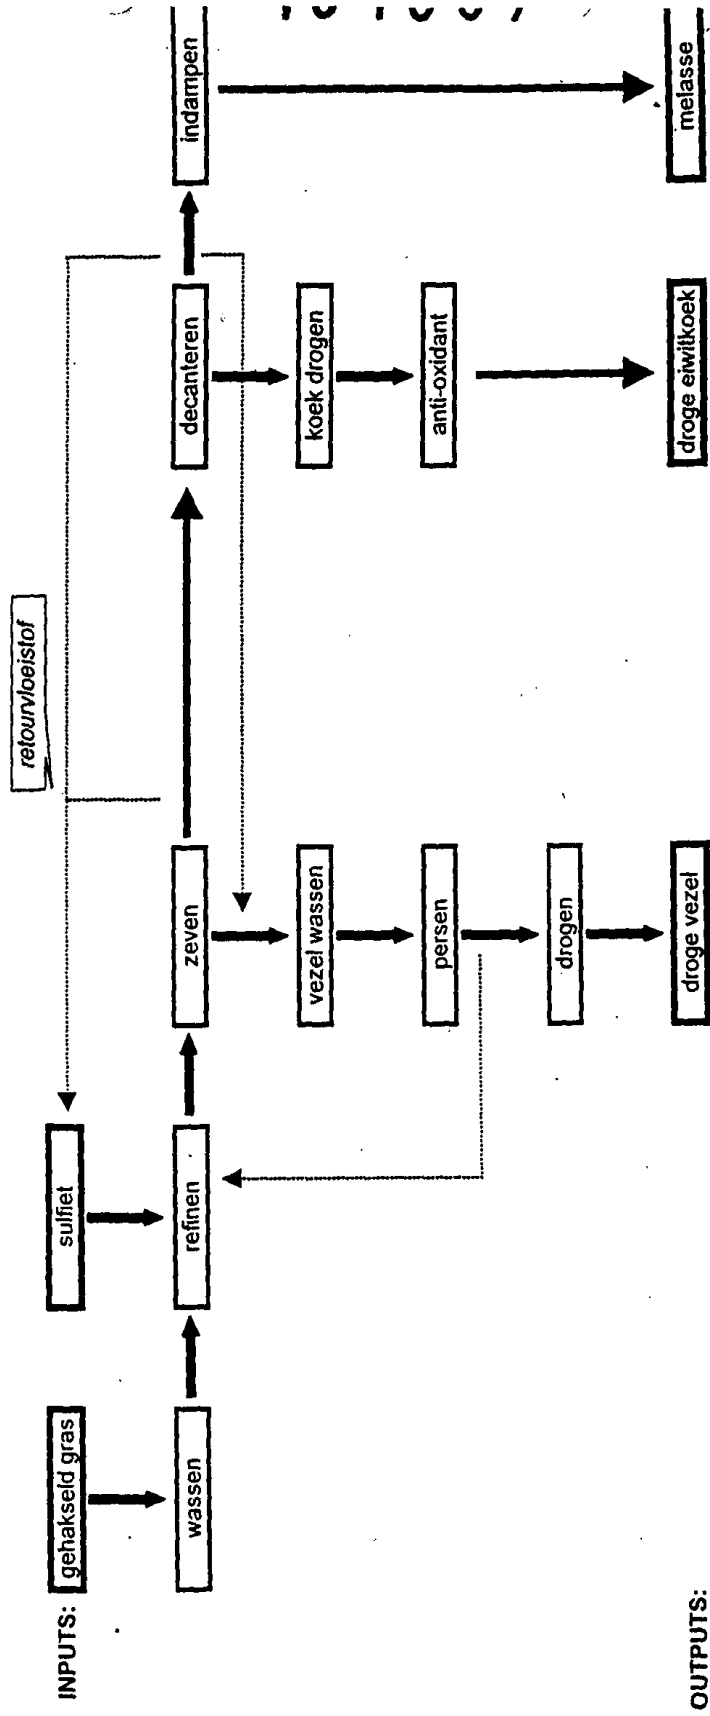 retourvloeistof
INPUTS:
gehakseld gras
sulfiet
wassen
refinen
zeven
decanteren
indampen
vezel wassen
koek drogen
persen
anti-oxidant
drogen
OUTPUTS:
droge vezel
droge eiwitkoek
melasse